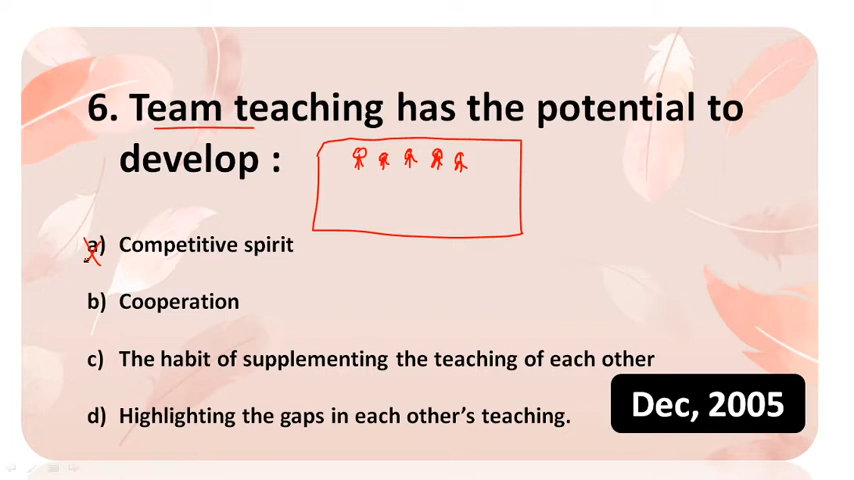 6. Team teaching has the potential to
develop :
a) Competitive spirit
b) Cooperation
c) The habit of supplementing the teaching of each other
d) Highlighting the gaps in each other's teaching.
Dec, 2005